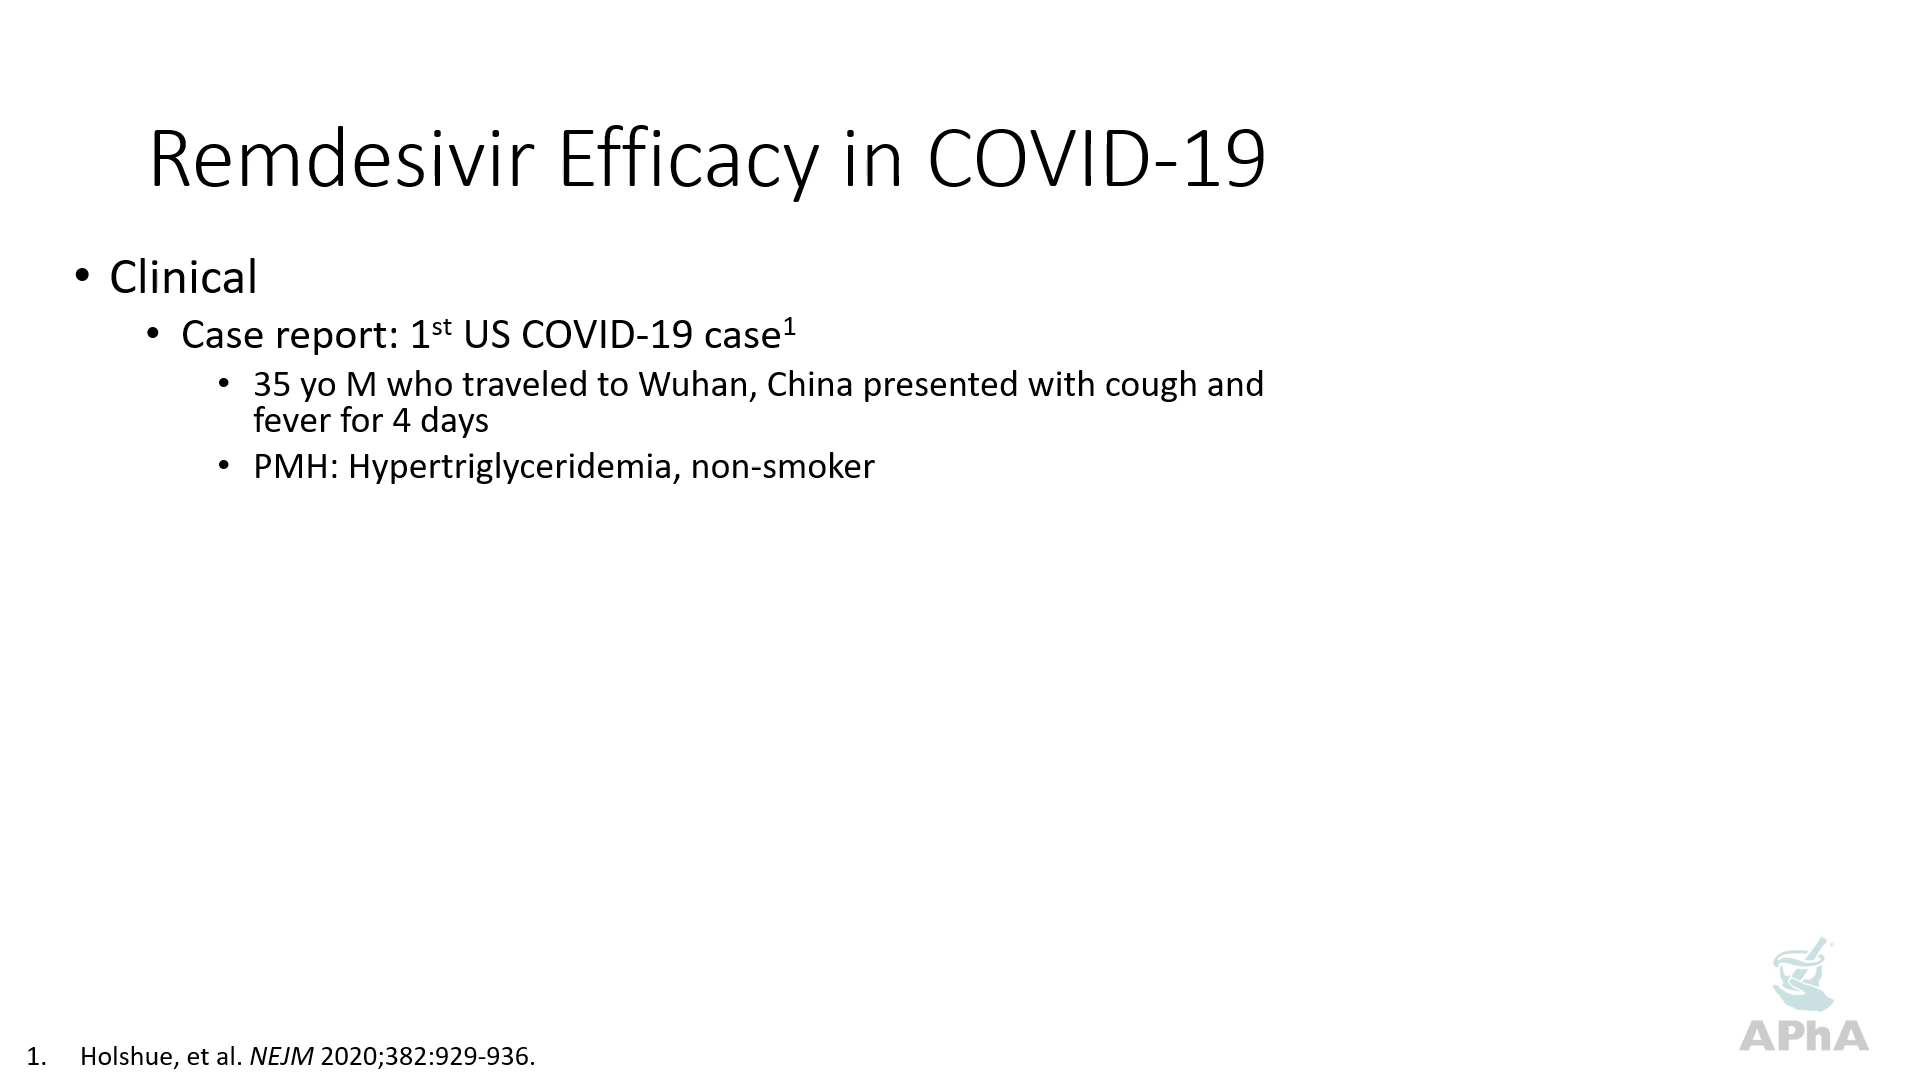 Remdesivir Efficacy in COVID-19
• Clinical
• Case report: 1st US COVID-19 case1
• 35 yo M who traveled to Wuhan, China presented with cough and
fever for 4 days
• PMH: Hypertriglyceridemia, non-smoker
APhA
1. Holshue, et al. NEJM 2020;382:929-936.